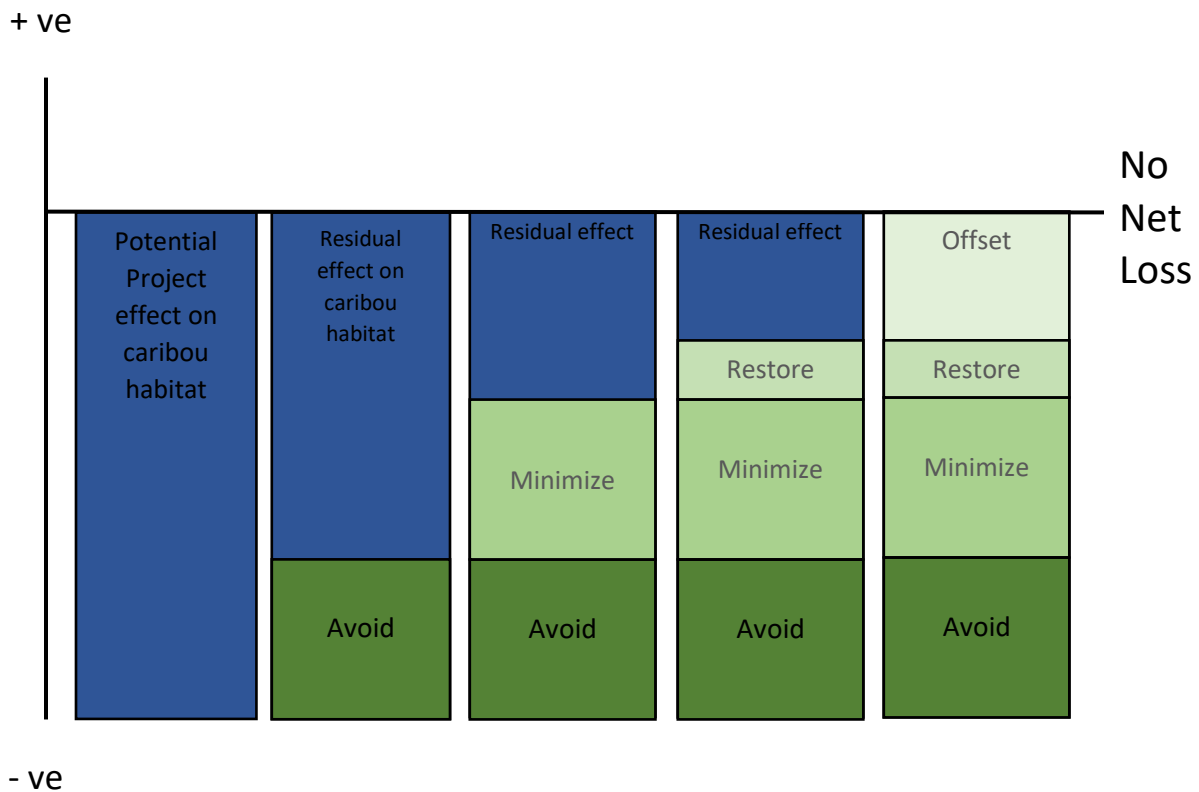 + ve
No
Net
Loss
Potential
Project
effect on
caribou
habitat
Residual
effect on
caribou
habitat
Avoid
Residual effect
Minimize
Avoid
Residual effect
Restore
Minimize
Avoid
Offset
Restore
Minimize
Avoid
- ve